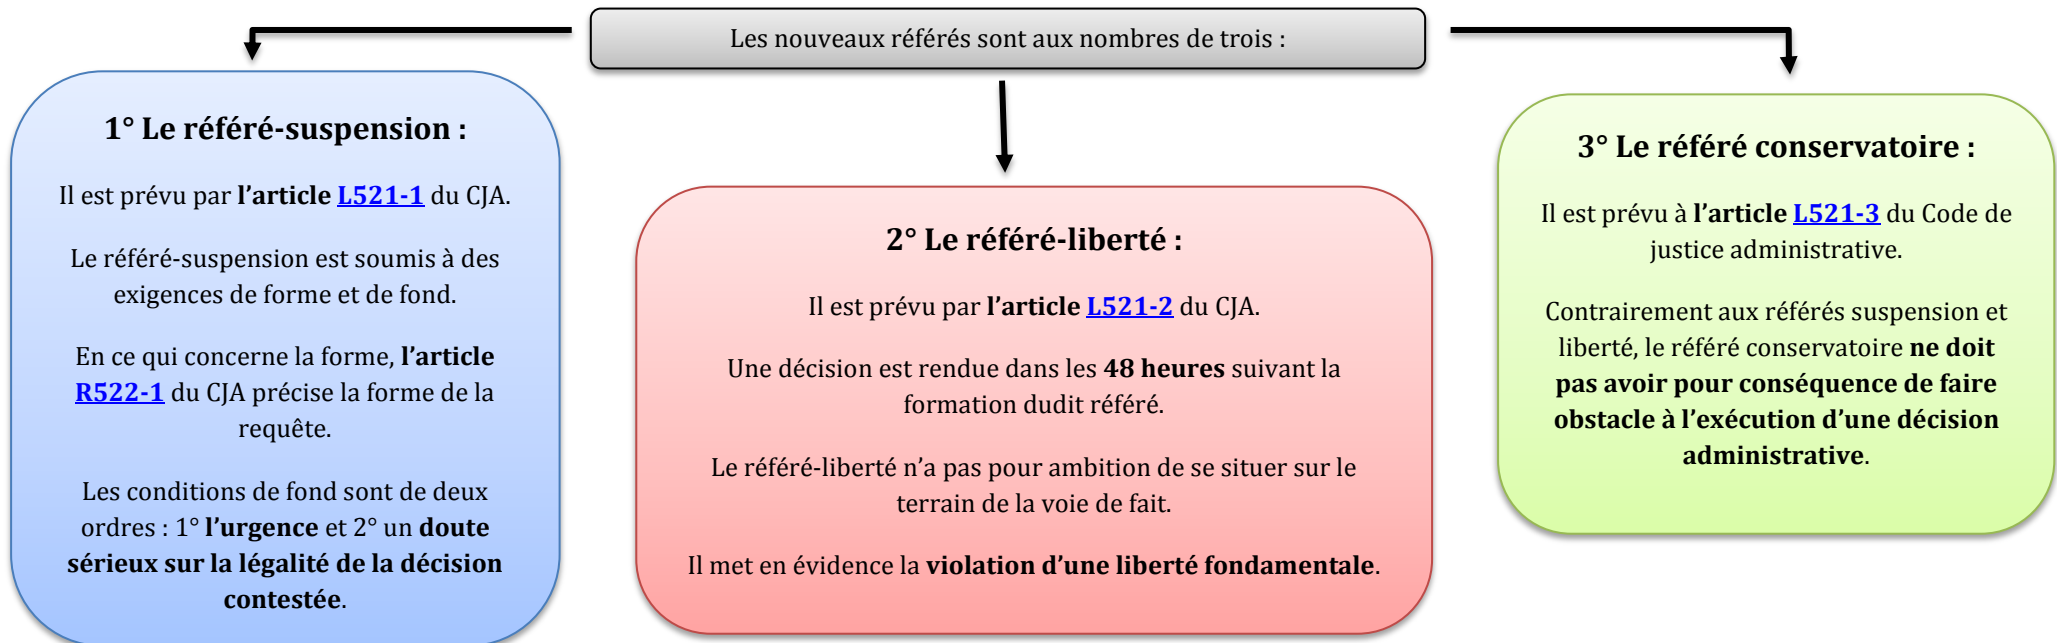 Les nouveaux référés sont aux nombres de trois :
1° Le référé-suspension :
Il est prévu par l’article L521-1 du CJA.
Le référé-suspension est soumis à des
exigences de forme et de fond.
En ce qui concerne la forme, l’article
R522-1 du CJA précise la forme de la
requête.
Les conditions de fond sont de deux
ordres : 1° l’urgence et 2° un doute
sérieux sur la légalité de la décision
contestée.
2° Le référé-liberté :
Il est prévu par l’article L521-2 du CJA.
Une décision est rendue dans les 48 heures suivant la
formation dudit référé.
Le référé-liberté n’a pas pour ambition de se situer sur le
terrain de la voie de fait.
Il met en évidence la violation d’une liberté fondamentale.
3° Le référé conservatoire :
Il est prévu à l’article L521-3 du Code de
justice administrative.
Contrairement aux référés suspension et
liberté, le référé conservatoire ne doit
pas avoir pour conséquence de faire
obstacle à l’exécution d’une décision
administrative.